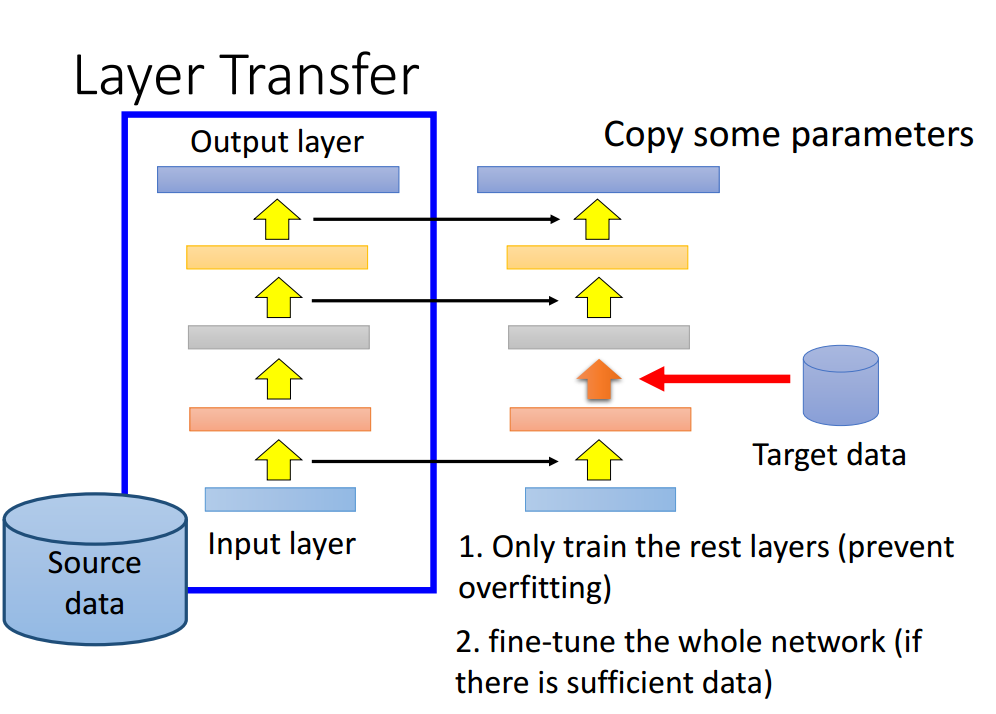 Layer Transfer
Output layer
Copy some parameters
Target data
Input layer
Source
data
1. Only train the rest layers (prevent
overfitting)
2. fine-tune the whole network (if
there is sufficient data)